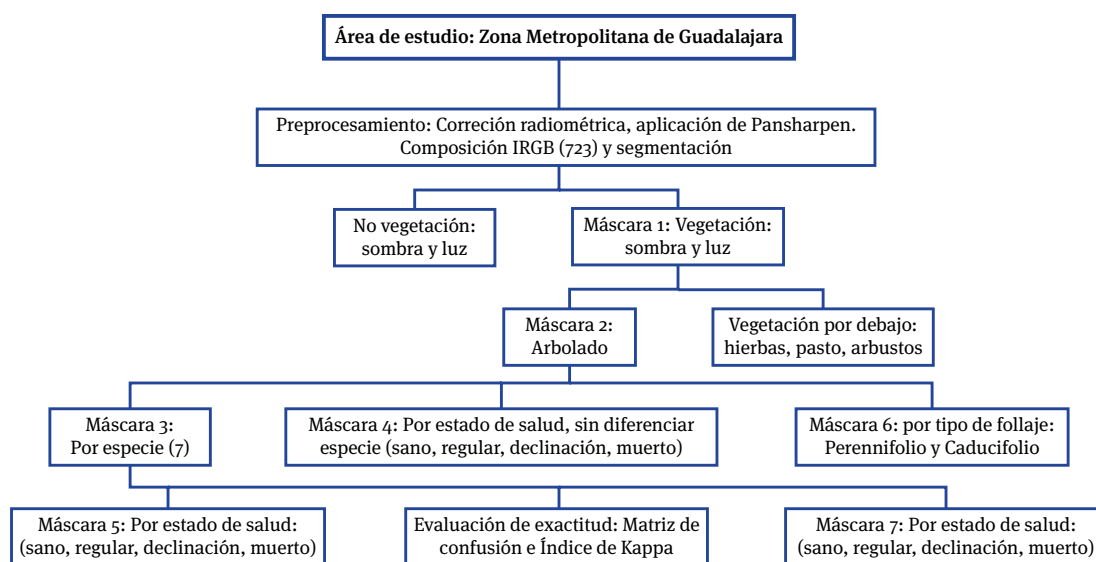 Área de estudio: Zona Metropolitana de Guadalajara
Preprocesamiento: Correción radiométrica, aplicación de Pansharpen.
Composición IRGB (723) y segmentación
No vegetación:
sombra y luz
Máscara 1: Vegetación:
sombra y luz
Máscara 2:
Arbolado
Vegetación por debajo:
hierbas, pasto, arbustos
Máscara 3:
Por especie (7)
Máscara 4: Por estado de salud, sin diferenciar
especie (sano, regular, declinación, muerto)
Máscara 6: por tipo de follaje:
Perennifolio y Caducifolio
Máscara 5: Por estado de salud:
(sano, regular, declinación, muerto)
Evaluación de exactitud: Matriz de
confusión e Índice de Kappa
Máscara 7: Por estado de salud:
(sano, regular, declinación, muerto)